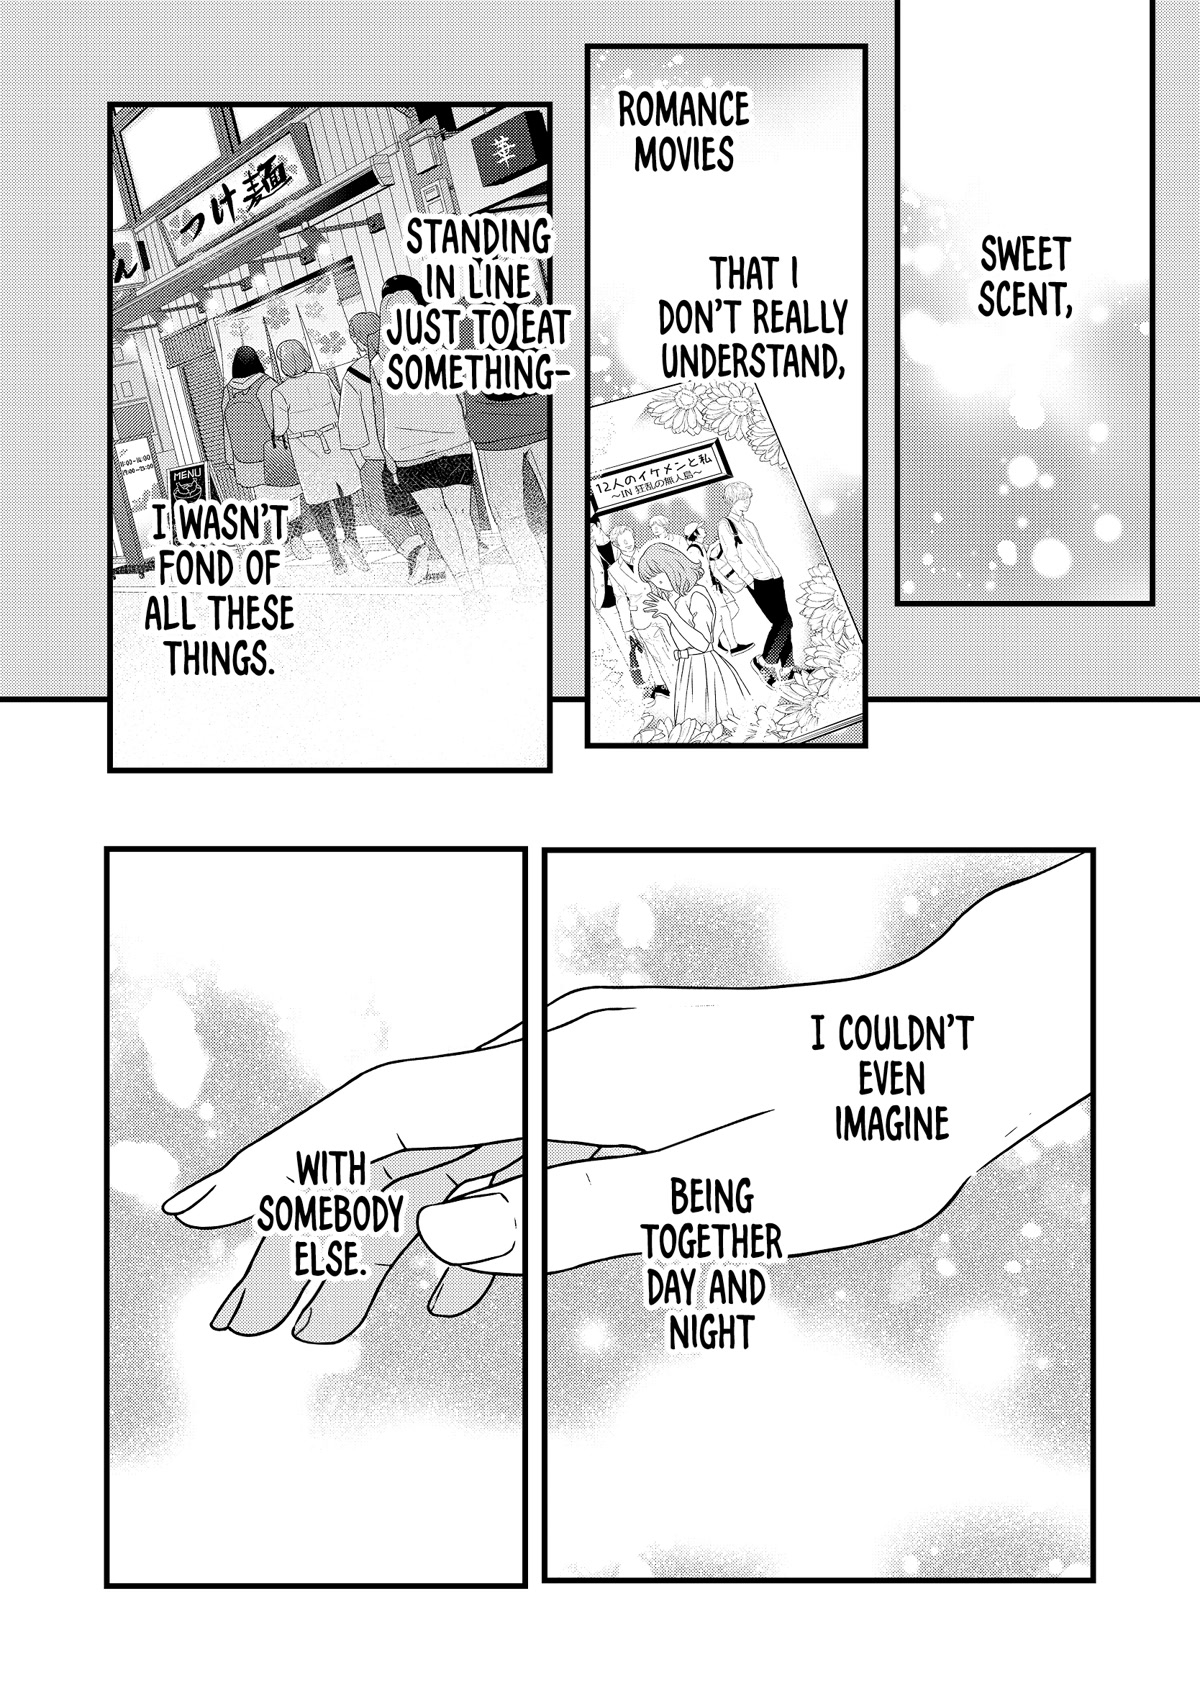 SWEET
SCENT,
ROMANCE
MOVIES
THAT I
DON'T REALLY
UNDERSTAND,
12人のイケメンと私
～IN 狂乱の無人島～
STANDING
IN LINE
JUST TO EAT
SOMETHING-
華
つけ麺
MENU
I WASN'T
FOND OF
ALL THESE
THINGS.
I COULDN'T
EVEN
IMAGINE
BEING
TOGETHER
DAY AND
NIGHT
WITH
SOMEBODY
ELSE.